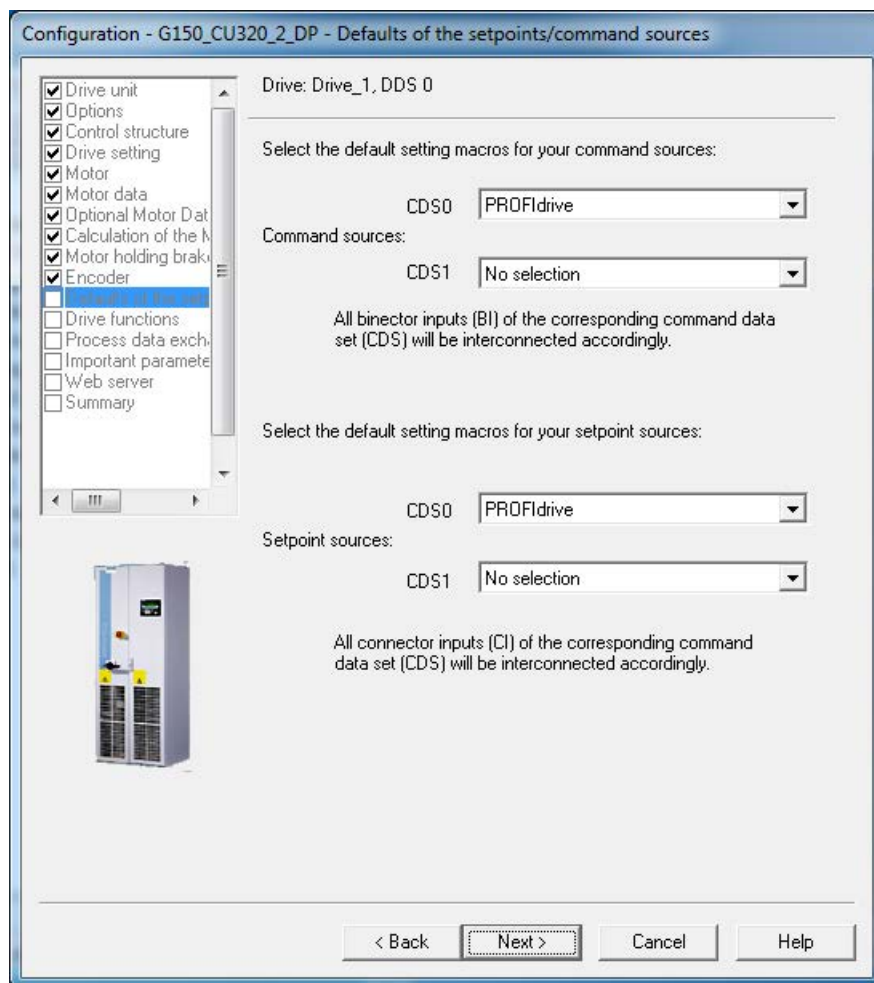 Configuration - G150_CU320_2_DP - Defaults of the setpoints/command sources
Drive unit
Options
Control structure
Drive setting
Motor
Motor data
Optional Motor Dat
Calculation of the M
Motor holding brak
Encoder
Defaults of the setp
Drive functions
Process data exch
Important paramete
Web server
Summary
Drive: Drive_1, DDS 0
Select the default setting macros for your command sources:
CDS0 PROFIdrive
Command sources:
CDS1 No selection
All binector inputs (BI) of the corresponding command data
set (CDS) will be interconnected accordingly.
Select the default setting macros for your setpoint sources:
CDS0 PROFIdrive
Setpoint sources:
CDS1 No selection
All connector inputs (CI) of the corresponding command
data set (CDS) will be interconnected accordingly.
< Back Next > Cancel Help